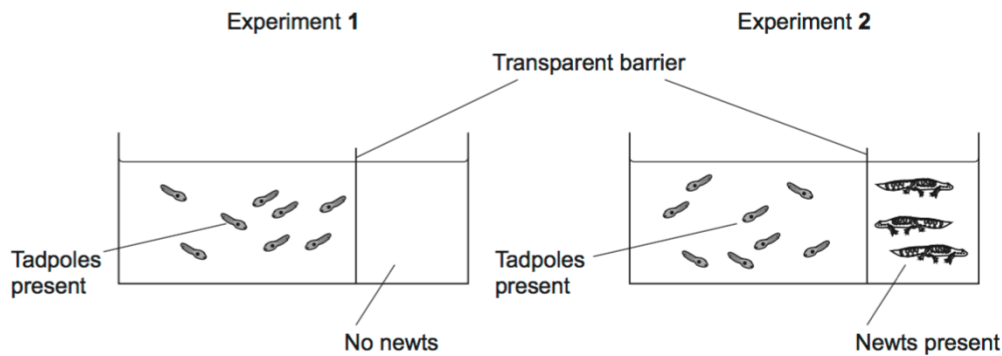 Experiment 1
Experiment 2
Transparent barrier
Tadpoles
present
No newts
Tadpoles
present
Newts present